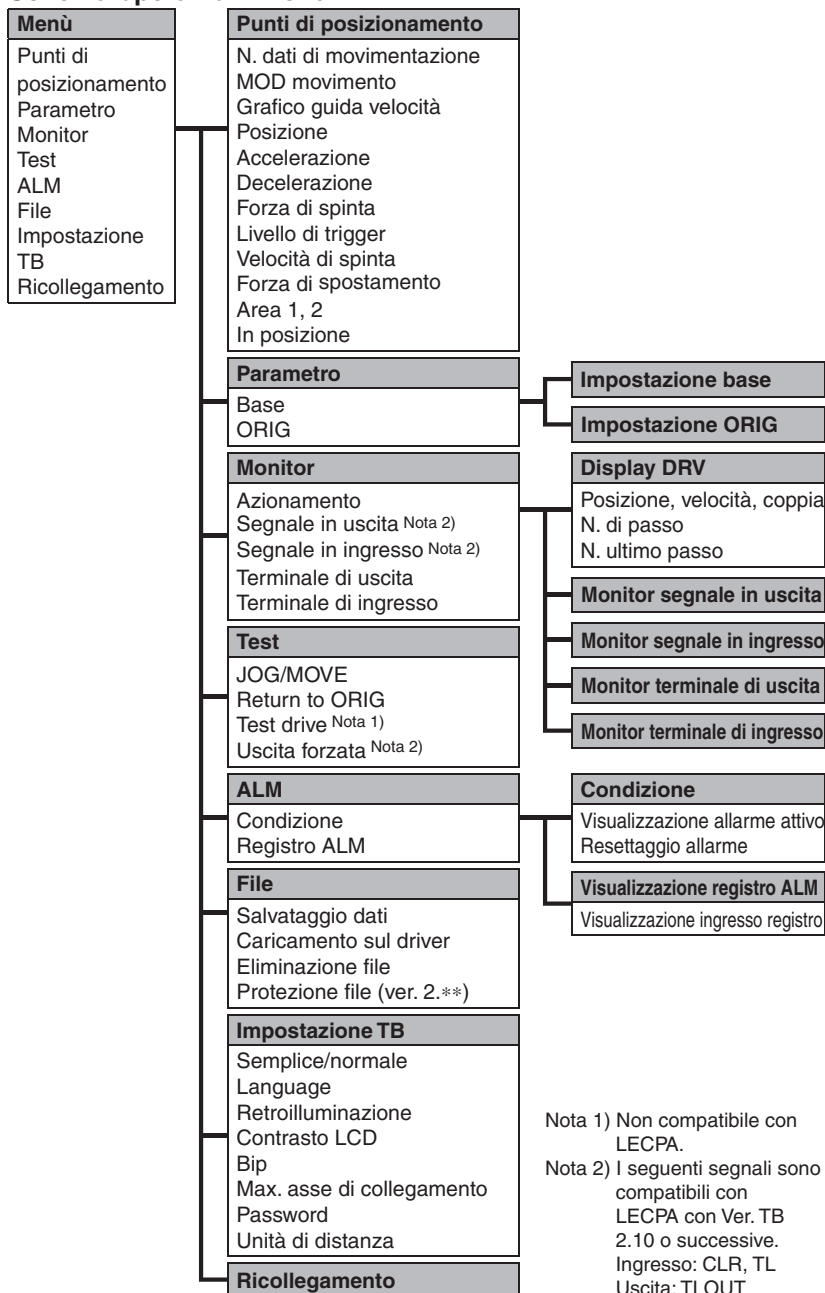 Menù
Punti di
posizionamento
Parametro
Monitor
Test
ALM
File
Impostazione
TB
Ricollegamento
Punti di posizionamento
N. dati di movimentazione
MOD movimento
Grafico guida velocità
Posizione
Accelerazione
Decelerazione
Forza di spinta
Livello di trigger
Velocità di spinta
Forza di spostamento
Area 1, 2
In posizione
Parametro
Base
ORIG
Impostazione base
Impostazione ORIG
Monitor
Azionamento
Segnale in uscita Nota 2)
Segnale in ingresso Nota 2)
Terminale di uscita
Terminale di ingresso
Display DRV
Posizione, velocità, coppia
N. di passo
N. ultimo passo
Monitor segnale in uscita
Monitor segnale in ingresso
Monitor terminale di uscita
Monitor terminale di ingresso
Test
JOG/MOVE
Return to ORIG
Test drive Nota 1)
Uscita forzata Nota 2)
ALM
Condizione
Registro ALM
Condizione
Visualizzazione allarme attivo
Resettaggio allarme
Visualizzazione registro ALM
Visualizzazione ingresso registro
File
Salvataggio dati
Caricamento sul driver
Eliminazione file
Protezione file (ver. 2.**)
Impostazione TB
Semplice/normale
Language
Retroilluminazione
Contrasto LCD
Bip
Max. asse di collegamento
Password
Unità di distanza
Ricollegamento
Nota 1) Non compatibile con
LECPA.
Nota 2) I seguenti segnali sono
compatibili con
LECPA con Ver. TB
2.10 o successive.
Ingresso: CLR, TL
Uscita: TLOUT